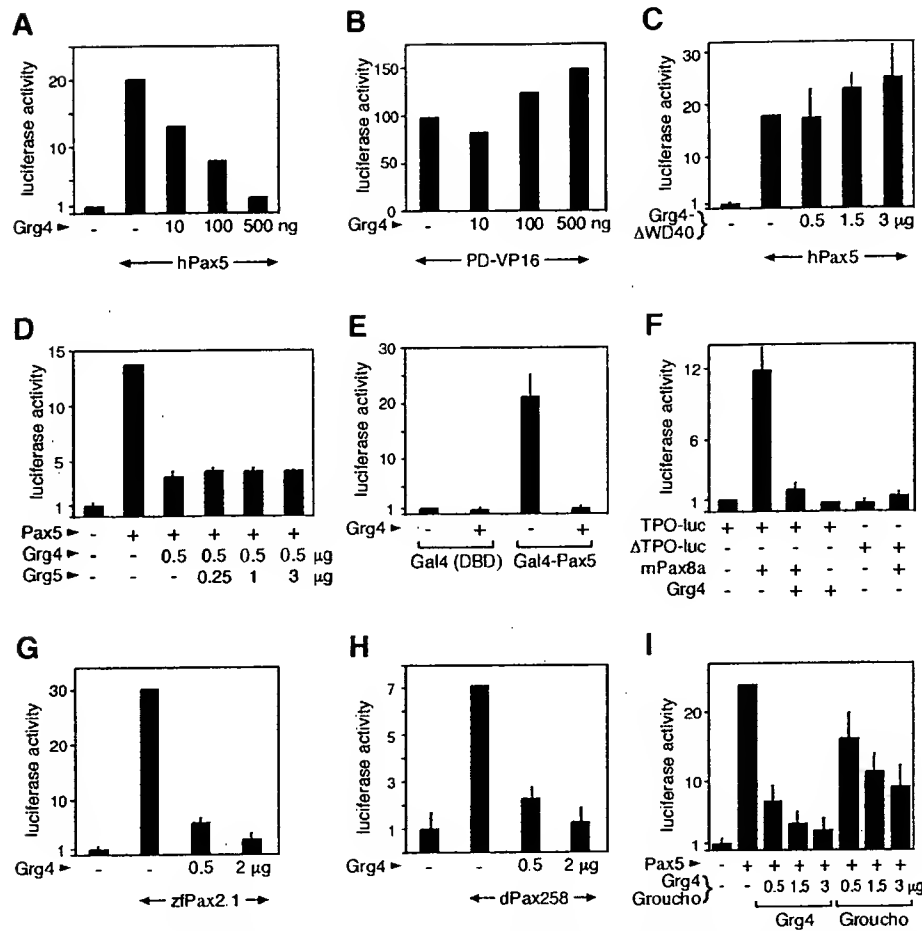 A
luciferase activity
20
10
1
Grg4 ► - - 10 100 500 ng
hPax5
B
luciferase activity
150
100
50
0
Grg4 ► - 10 100 500 ng
PD-VP16
C
luciferase activity
30
20
10
1
Grg4-
ΔWD40
- - 0.5 1.5 3 µg
hPax5
D
luciferase activity
15
10
5
1
Pax5 ► - + + + + +
Grg4 ► - - 0.5 0.5 0.5 0.5 µg
Grg5 ► - - - 0.25 1 3 µg
E
luciferase activity
30
20
10
1
Grg4 ► - + - +
Gal4 (DBD) Gal4-Pax5
F
luciferase activity
12
6
1
TPO-luc + + + + - -
ΔTPO-luc - - - - + +
mPax8a - + + - - +
Grg4 - - + + - -
G
luciferase activity
30
20
10
1
Grg4 ► - - 0.5 2 µg
zfPax2.1
H
luciferase activity
7
5
3
1
Grg4 ► - - 0.5 2 µg
dPax258
I
luciferase activity
20
10
1
Pax5 ► - + + + + + + +
Grg4
Groucho
- - 0.5 1.5 3 0.5 1.5 3 µg
Grg4 Groucho